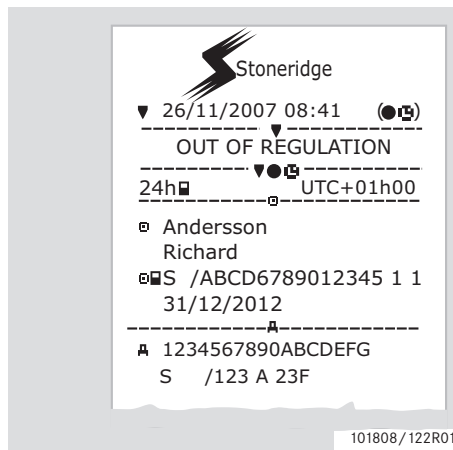 Stoneridge
▼ 26/11/2007 08:41 (●◷)
OUT OF REGULATION
24h UTC+01h00
Andersson
Richard
S /ABCD6789012345 1 1
31/12/2012
1234567890ABCDEFG
S /123 A 23F
101808/122R01